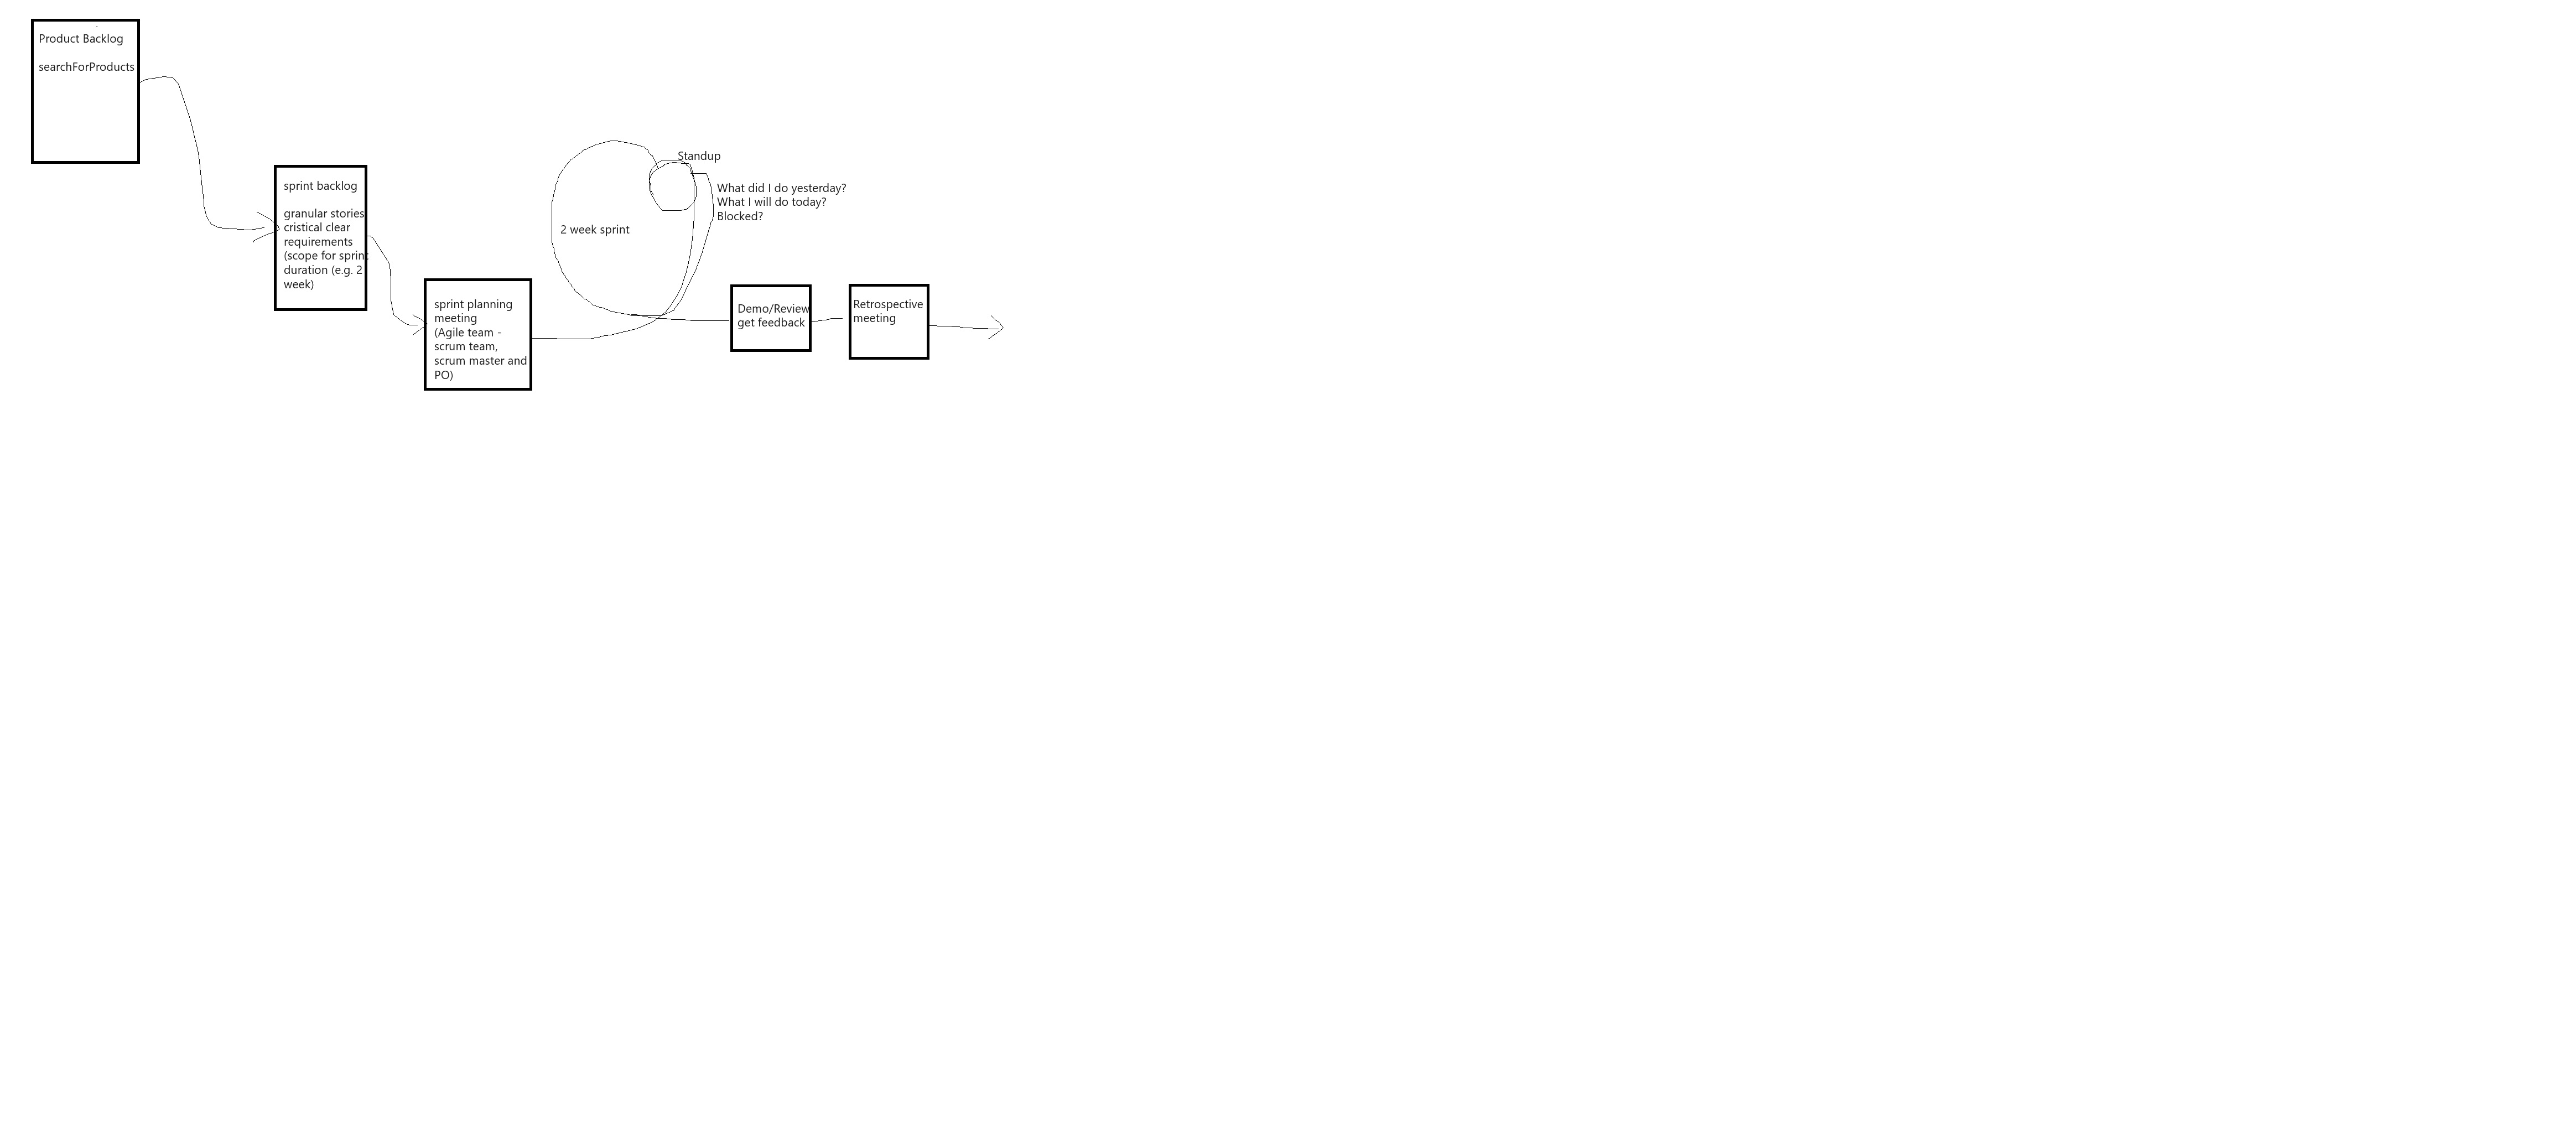 Product Backlog
searchForProducts
sprint backlog
granular stories
cristical clear
requirements
(scope for sprint
duration (e.g. 2
week)
sprint planning
meeting
(Agile team -
scrum team,
scrum master and
PO)
2 week sprint
Standup
What did I do yesterday?
What I will do today?
Blocked?
Demo/Review
get feedback
Retrospective
meeting